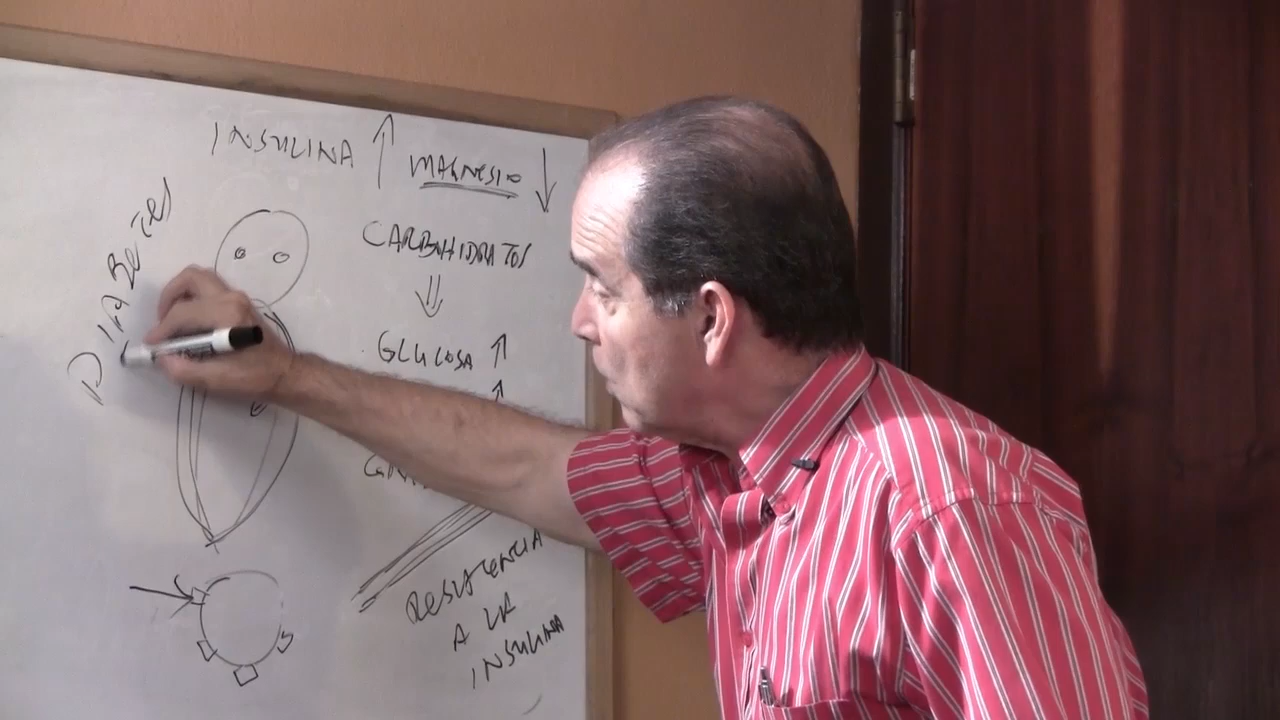 INSULINA ↑ MAGNESIO ↓
DIABETES
CARBOHIDRATOS
⇓
GLUCOSA ↑
↑
RESISTENCIA
A LA
INSULINA